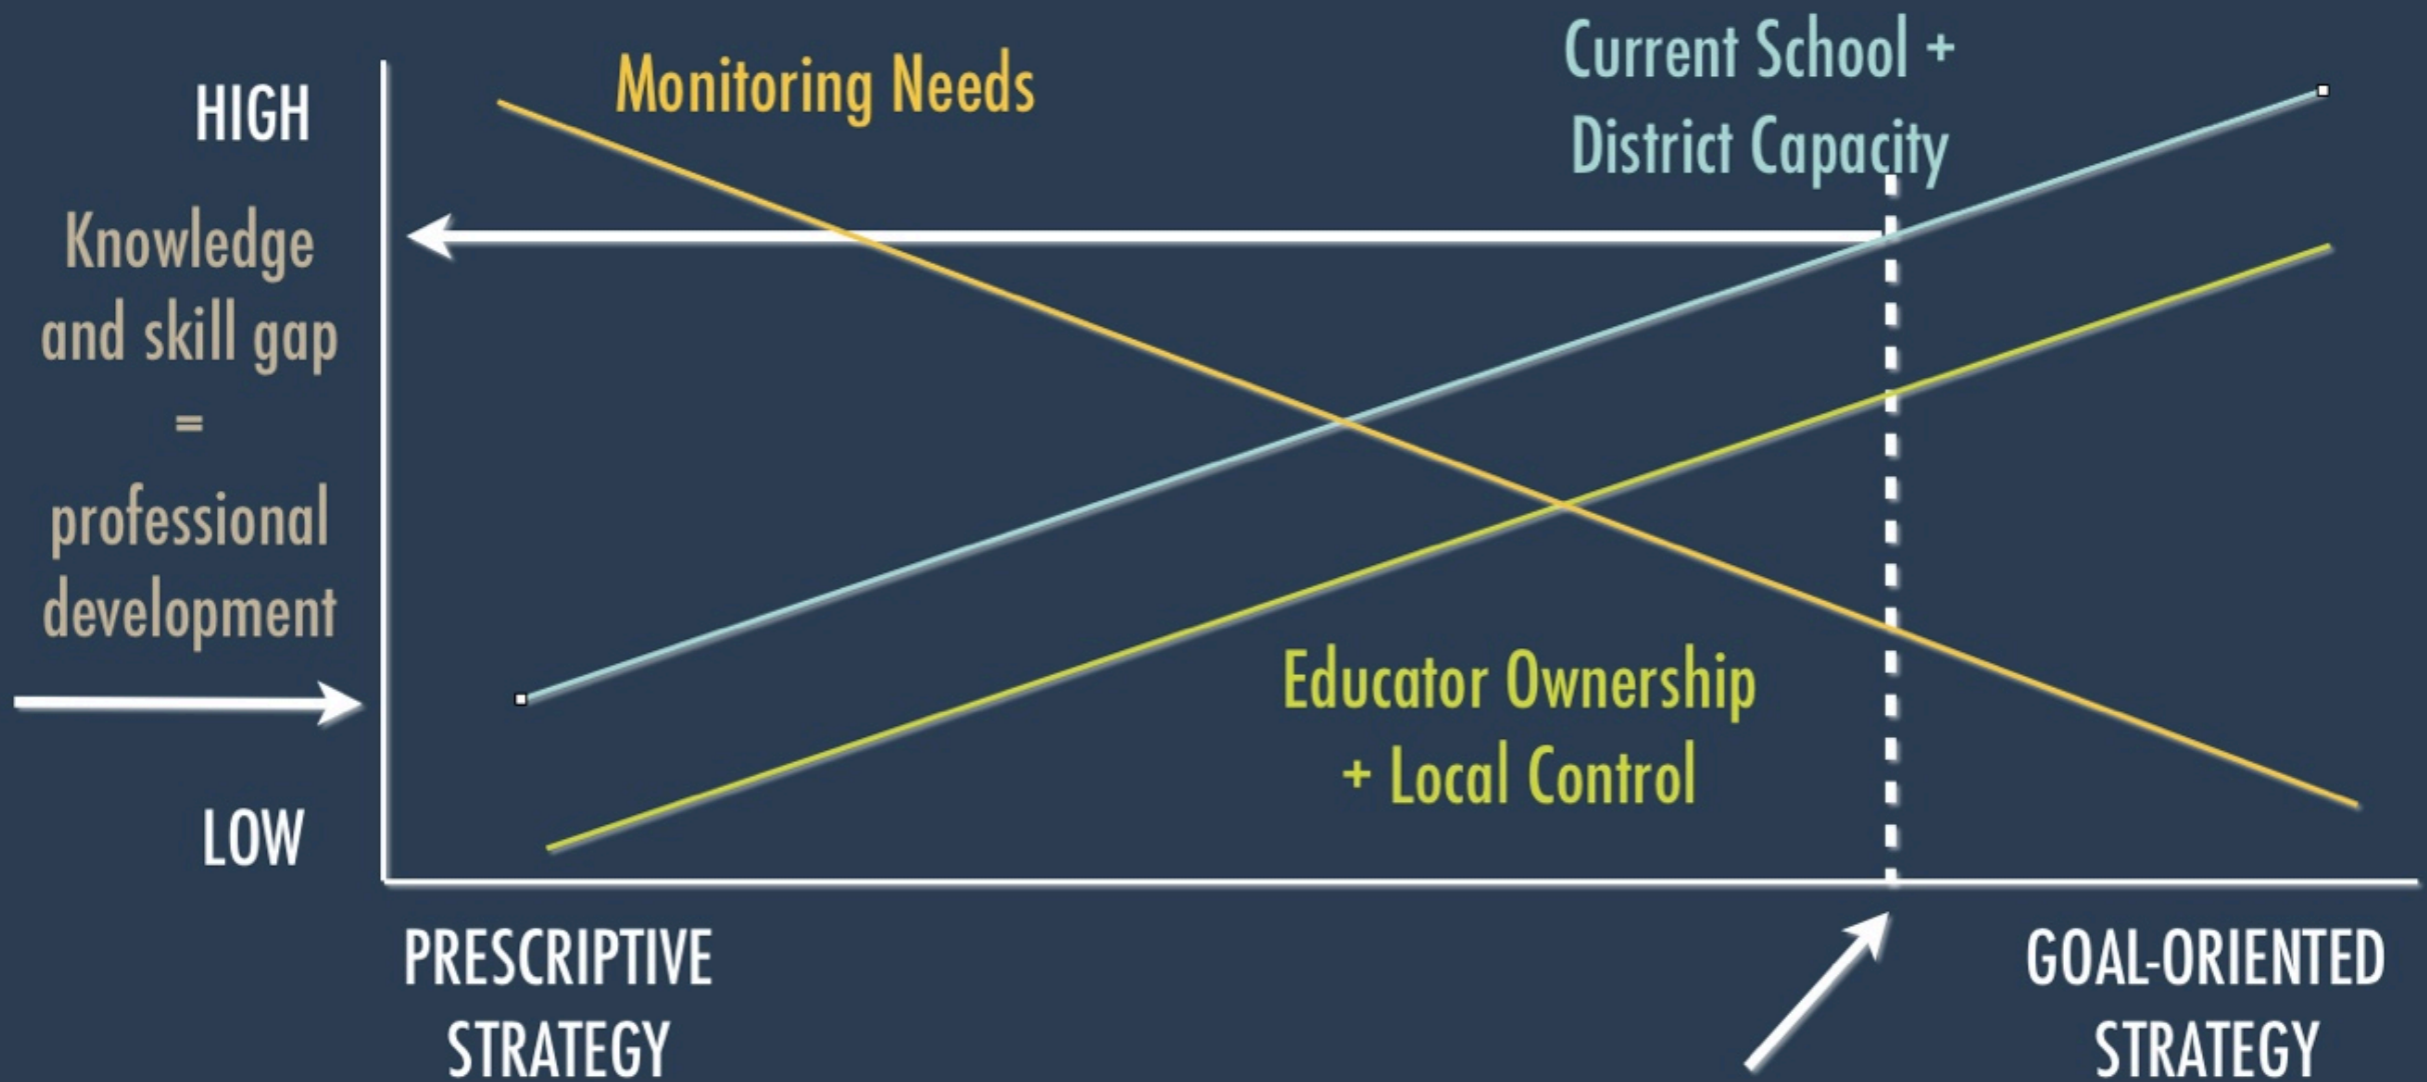 HIGH
Knowledge
and skill gap
=
professional
development
LOW
Monitoring Needs
Current School +
District Capacity
Educator Ownership
+ Local Control
PRESCRIPTIVE
STRATEGY
GOAL-ORIENTED
STRATEGY